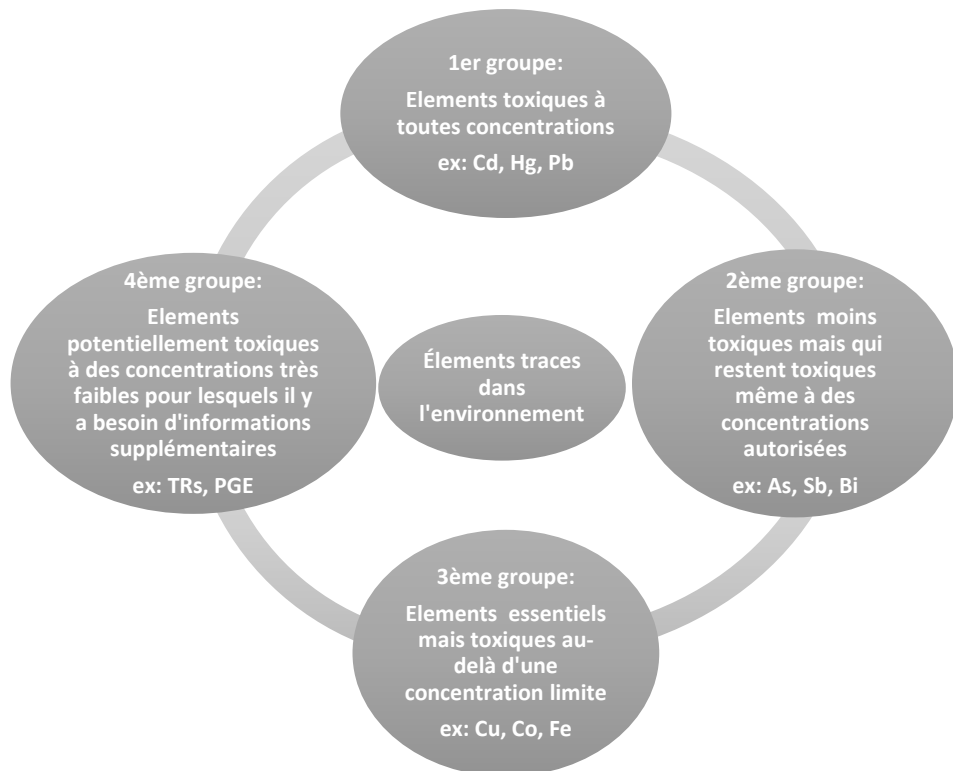 1er groupe:
Elements toxiques à
toutes concentrations
ex: Cd, Hg, Pb
4ème groupe:
Elements
potentiellement toxiques
à des concentrations très
faibles pour lesquels il y
a besoin d'informations
supplémentaires
ex: TRs, PGE
Élements traces
dans
l'environnement
2ème groupe:
Elements moins
toxiques mais qui
restent toxiques
même à des
concentrations
autorisées
ex: As, Sb, Bi
3ème groupe:
Elements essentiels
mais toxiques au-
delà d'une
concentration limite
ex: Cu, Co, Fe